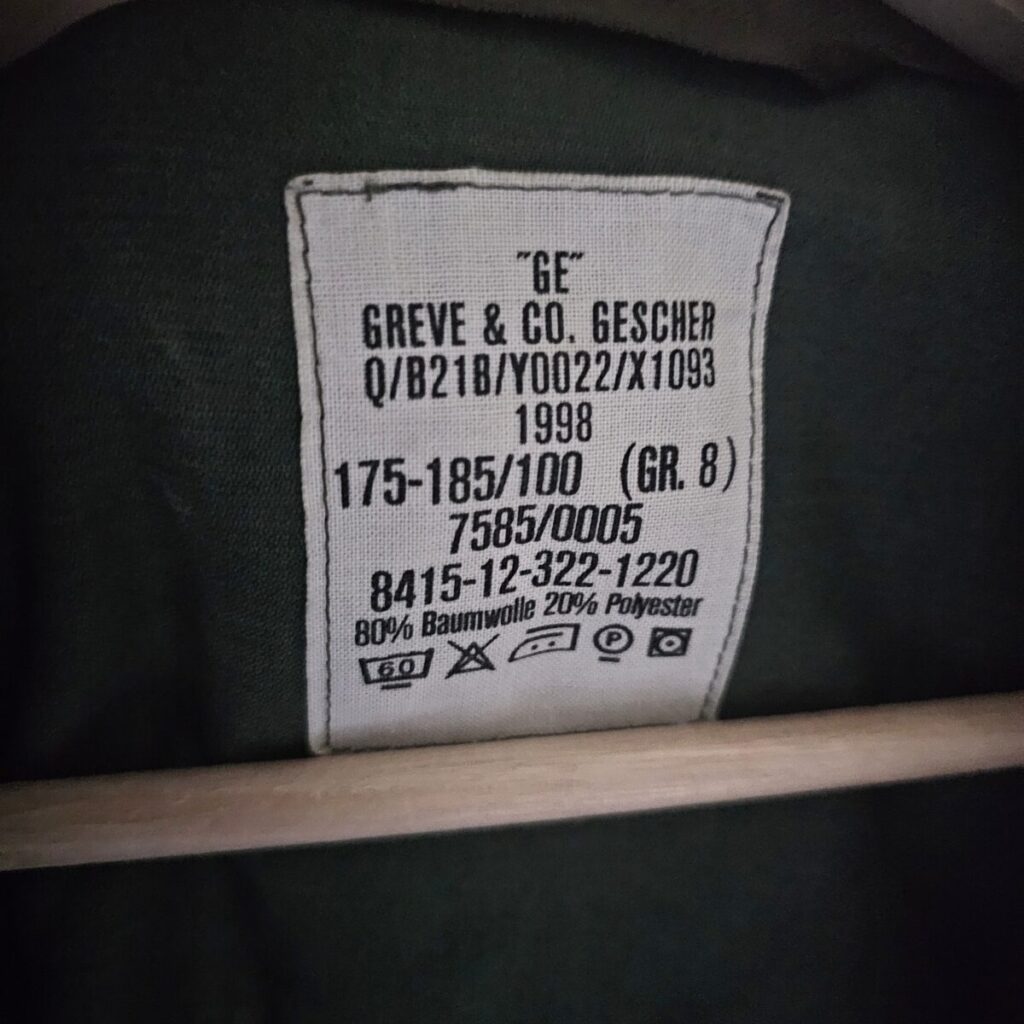 "GE"
GREVE & CO. GESCHER
Q/B21B/Y0022/X1093
1998
175-185/100 (GR. 8)
7585/0005
8415-12-322-1220
80% Baumwolle 20% Polyester
60 P